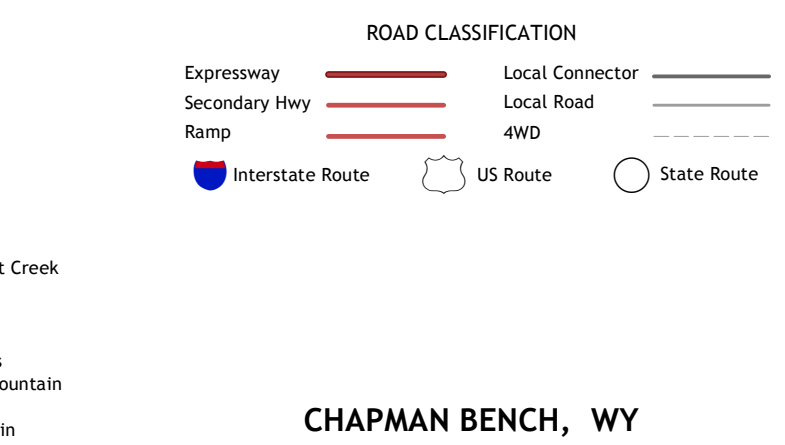 ROAD CLASSIFICATION
Expressway
Local Connector
Secondary Hwy
Local Road
Ramp
4WD
Interstate Route
US Route
State Route
t Creek
ountain
in
CHAPMAN BENCH, WY